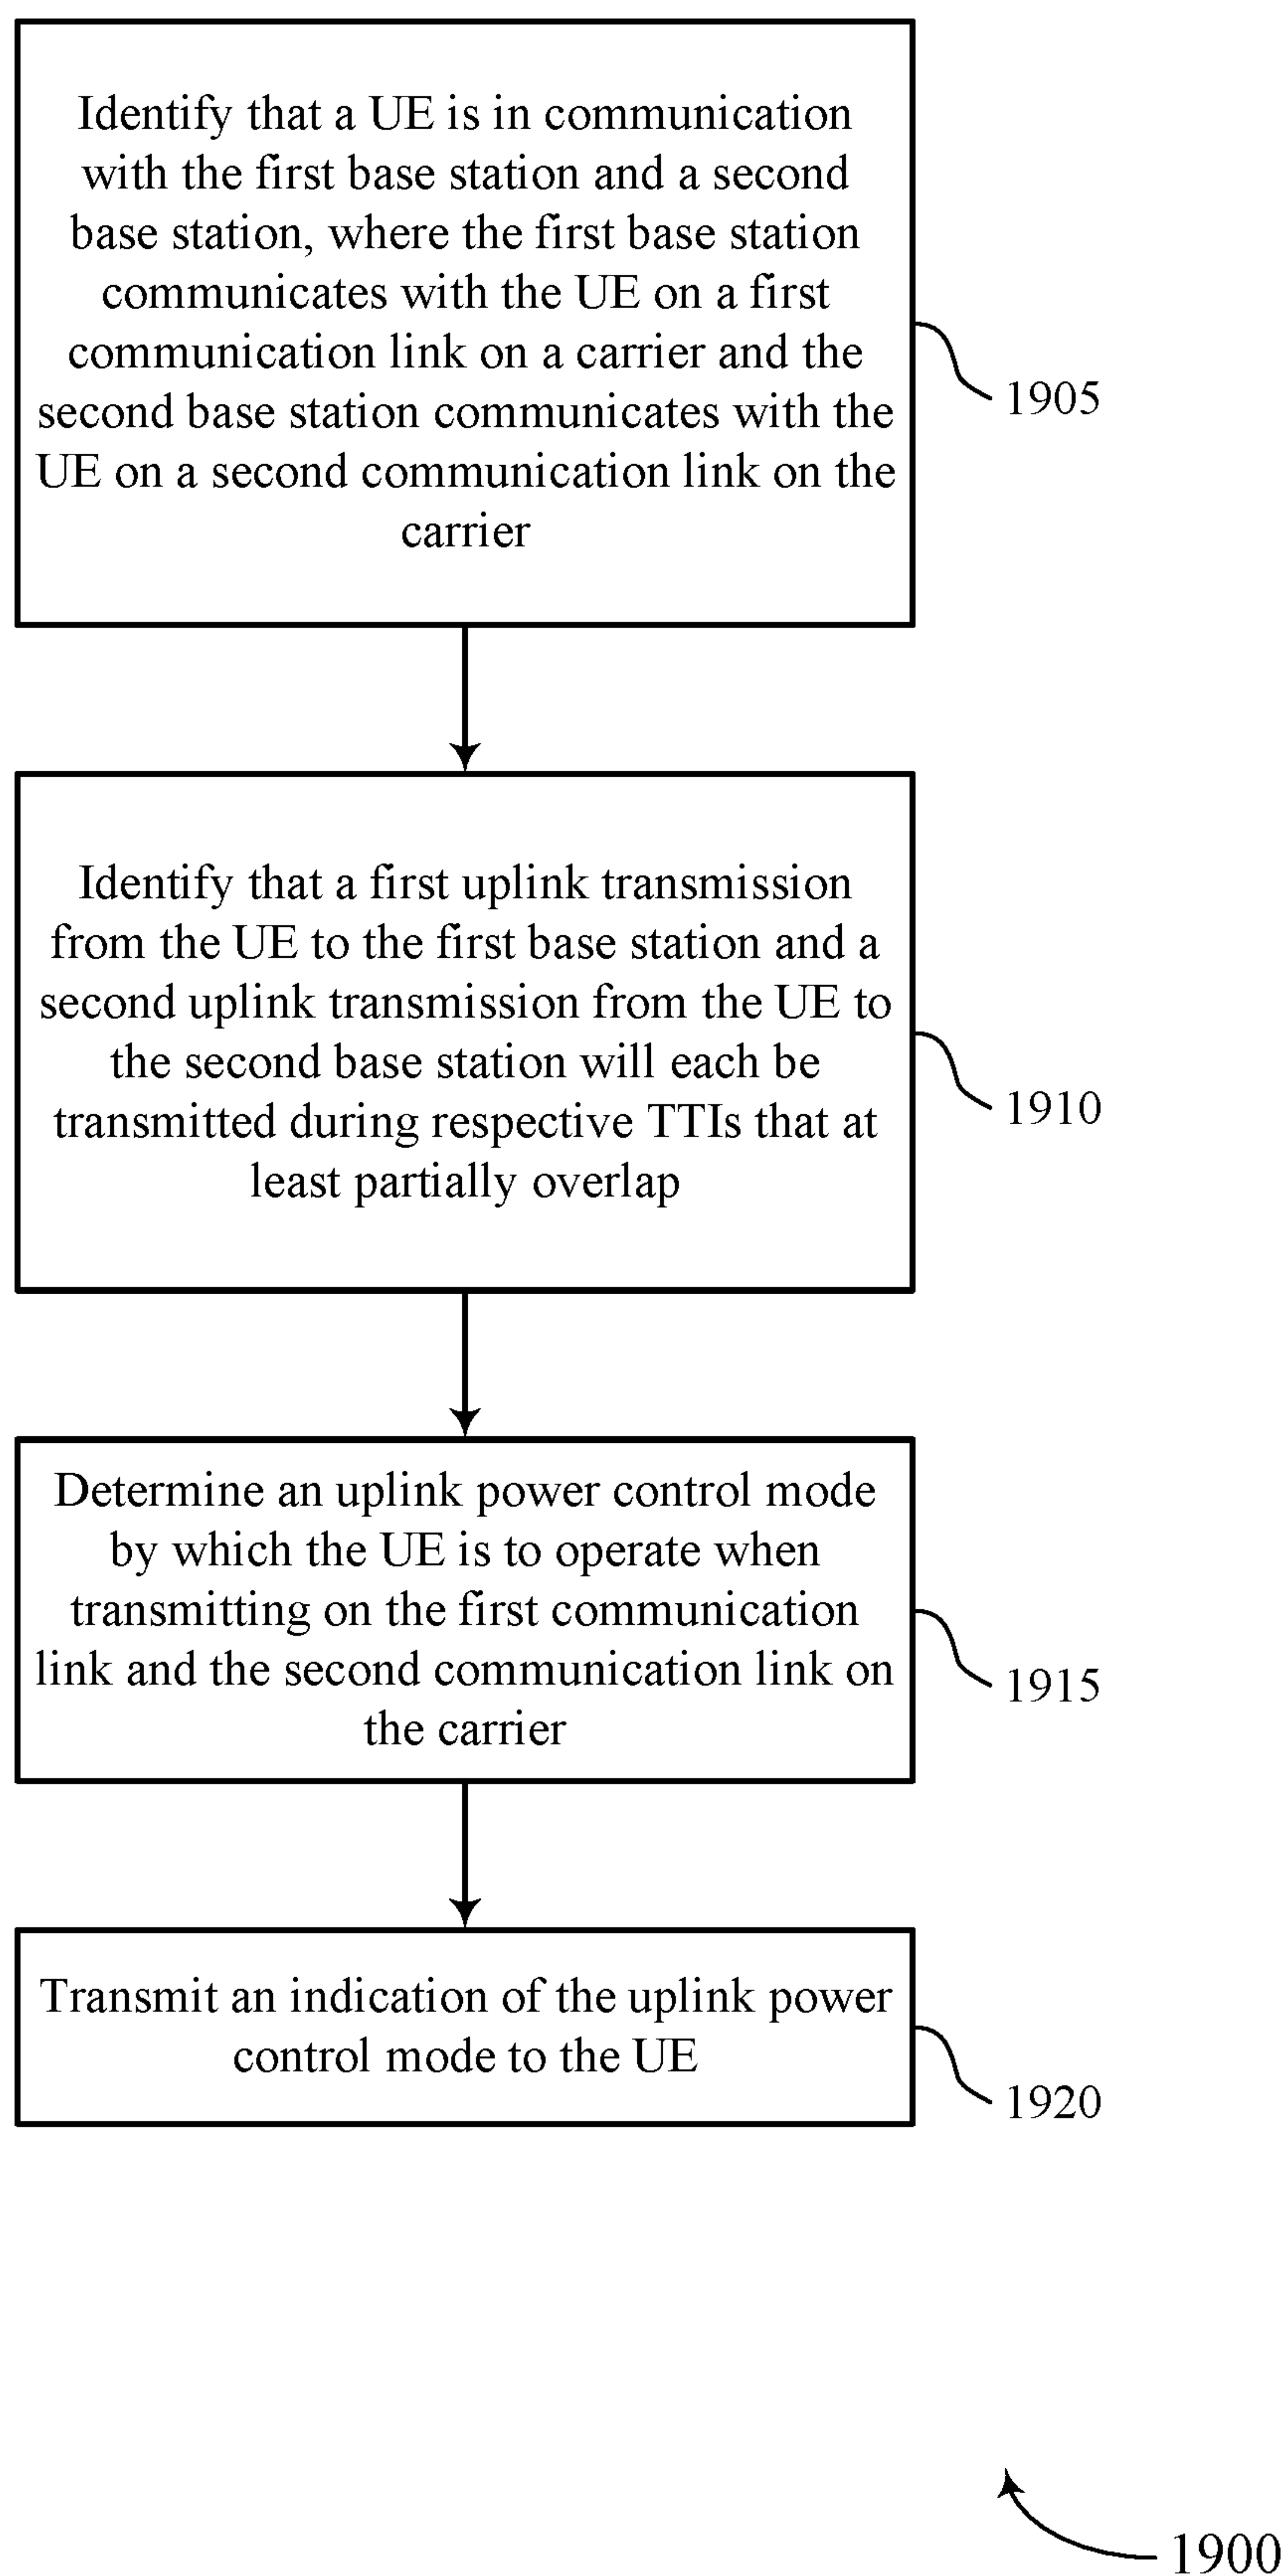 Identify that a UE is in communication
with the first base station and a second
base station, where the first base station
communicates with the UE on a first
communication link on a carrier and the
second base station communicates with the
UE on a second communication link on the
carrier
1905
Identify that a first uplink transmission
from the UE to the first base station and a
second uplink transmission from the UE to
the second base station will each be
transmitted during respective TTIs that at
least partially overlap
1910
Determine an uplink power control mode
by which the UE is to operate when
transmitting on the first communication
link and the second communication link on
the carrier
1915
Transmit an indication of the uplink power
control mode to the UE
1920
1900